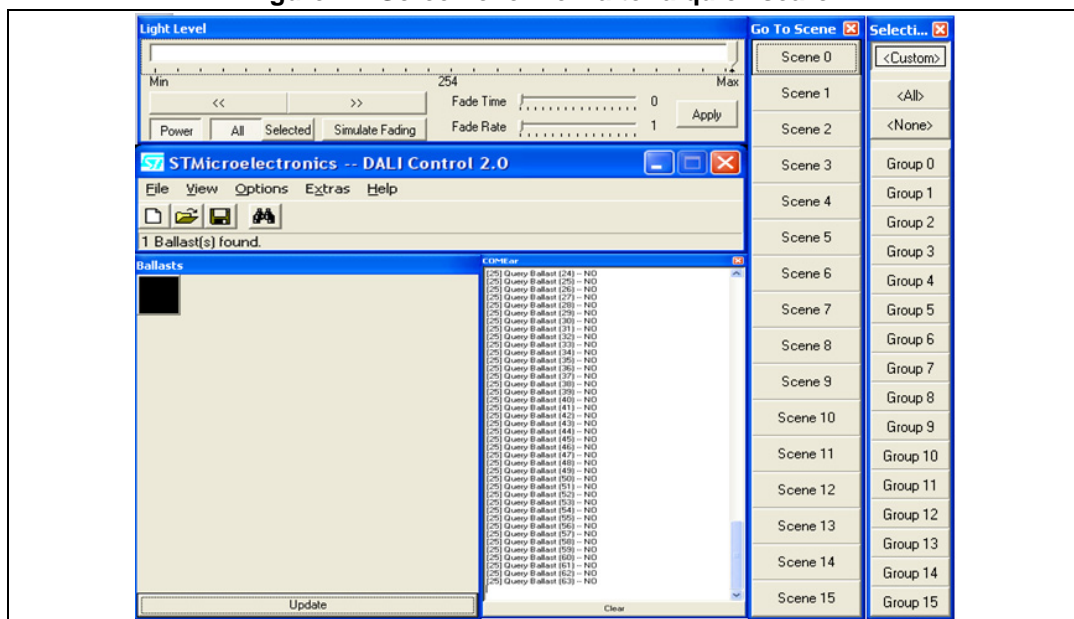 Light Level
Min
254
Max
<<
>>
Fade Time
0
Fade Rate
1
Apply
Power
All
Selected
Simulate Fading
STMicroelectronics -- DALI Control 2.0
File View Options Extras Help
1 Ballast(s) found.
Ballasts
Update
COMEar
[25] Query Ballast (24) -- NO
[25] Query Ballast (25) -- NO
[25] Query Ballast (26) -- NO
[25] Query Ballast (27) -- NO
[25] Query Ballast (28) -- NO
[25] Query Ballast (29) -- NO
[25] Query Ballast (30) -- NO
[25] Query Ballast (31) -- NO
[25] Query Ballast (32) -- NO
[25] Query Ballast (33) -- NO
[25] Query Ballast (34) -- NO
[25] Query Ballast (35) -- NO
[25] Query Ballast (36) -- NO
[25] Query Ballast (37) -- NO
[25] Query Ballast (38) -- NO
[25] Query Ballast (39) -- NO
[25] Query Ballast (40) -- NO
[25] Query Ballast (41) -- NO
[25] Query Ballast (42) -- NO
[25] Query Ballast (43) -- NO
[25] Query Ballast (44) -- NO
[25] Query Ballast (45) -- NO
[25] Query Ballast (46) -- NO
[25] Query Ballast (47) -- NO
[25] Query Ballast (48) -- NO
[25] Query Ballast (49) -- NO
[25] Query Ballast (50) -- NO
[25] Query Ballast (51) -- NO
[25] Query Ballast (52) -- NO
[25] Query Ballast (53) -- NO
[25] Query Ballast (54) -- NO
[25] Query Ballast (55) -- NO
[25] Query Ballast (56) -- NO
[25] Query Ballast (57) -- NO
[25] Query Ballast (58) -- NO
[25] Query Ballast (59) -- NO
[25] Query Ballast (60) -- NO
[25] Query Ballast (61) -- NO
[25] Query Ballast (62) -- NO
[25] Query Ballast (63) -- NO
Clear
Go To Scene
Scene 0
Scene 1
Scene 2
Scene 3
Scene 4
Scene 5
Scene 6
Scene 7
Scene 8
Scene 9
Scene 10
Scene 11
Scene 12
Scene 13
Scene 14
Scene 15
Selecti...
<Custom>
<All>
<None>
Group 0
Group 1
Group 2
Group 3
Group 4
Group 5
Group 6
Group 7
Group 8
Group 9
Group 10
Group 11
Group 12
Group 13
Group 14
Group 15